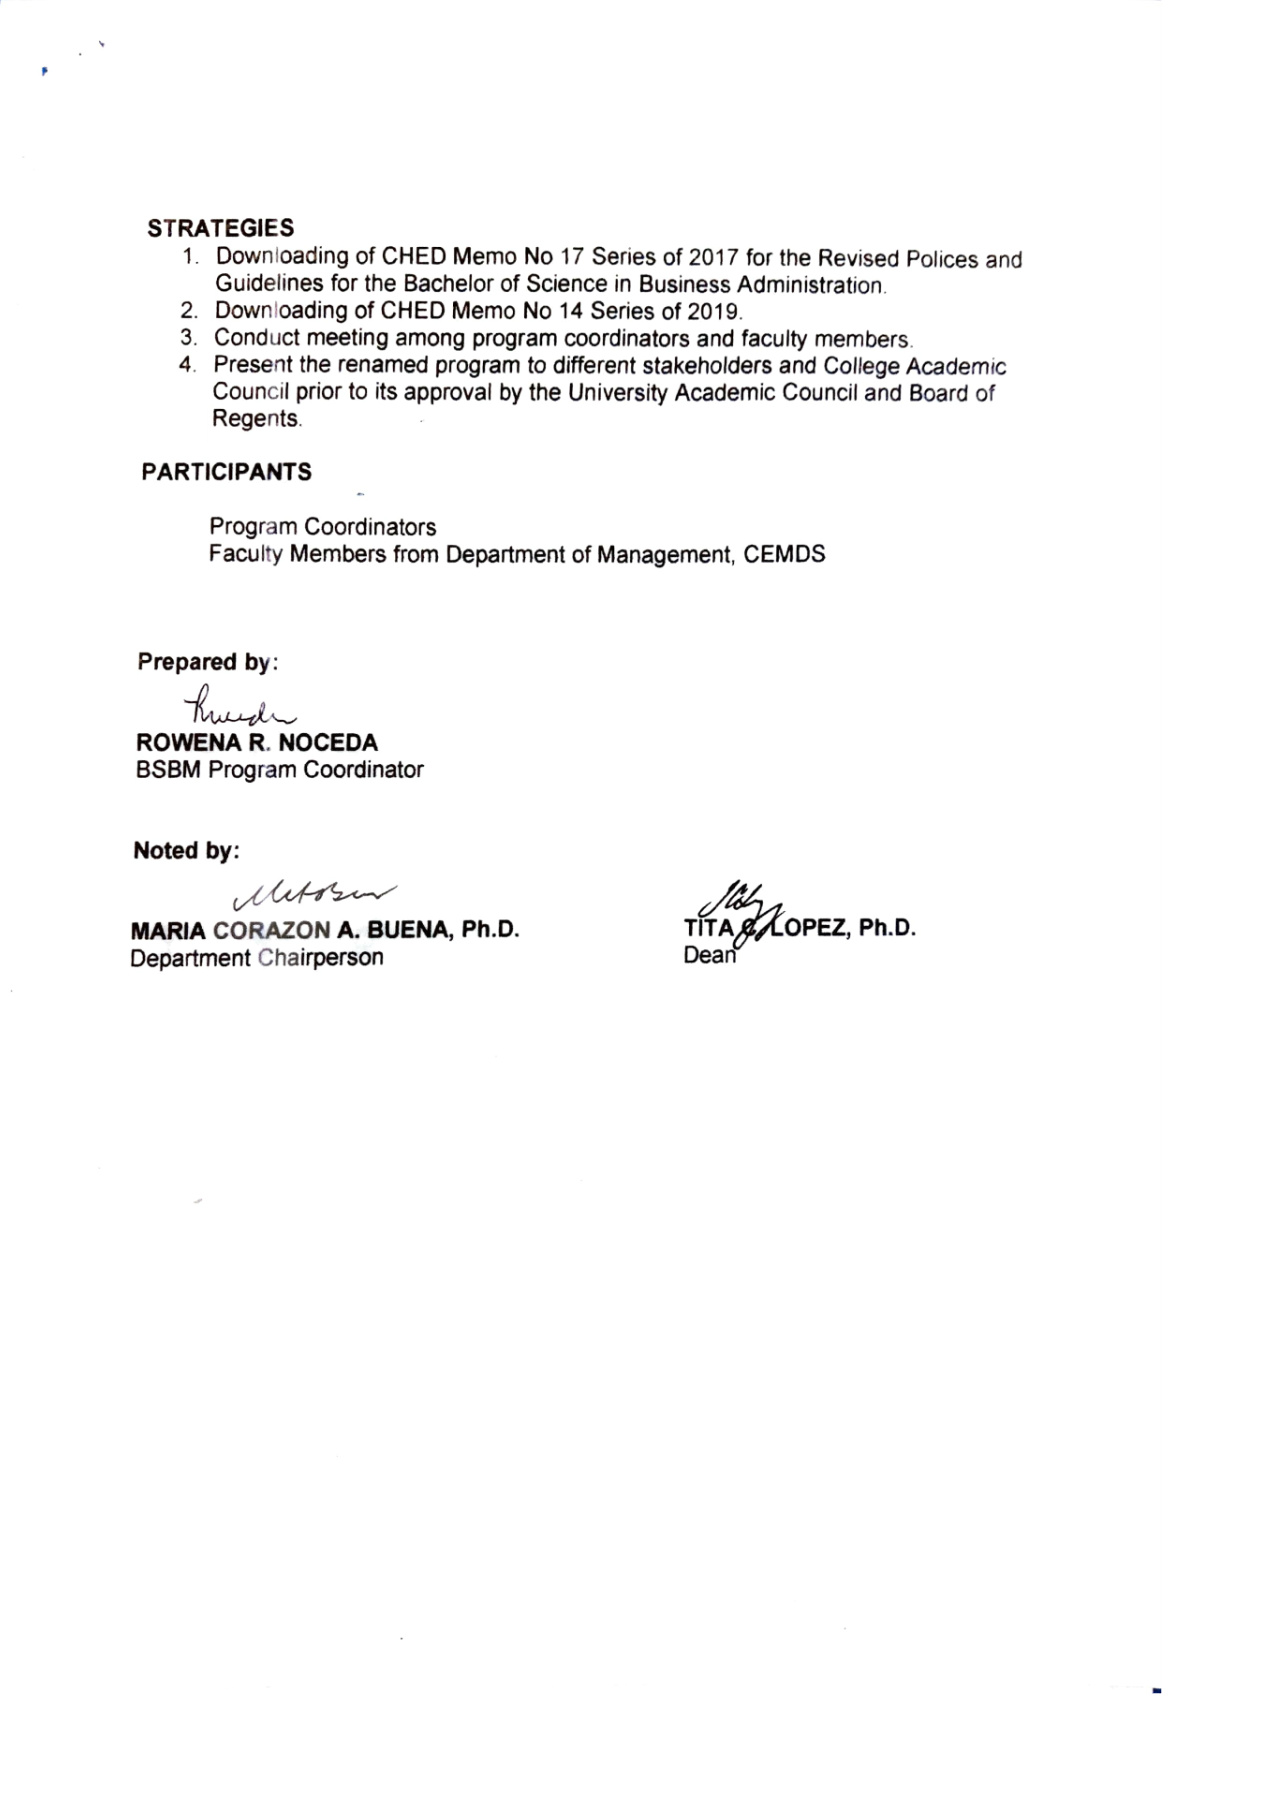 STRATEGIES
1. Downloading of CHED Memo No 17 Series of 2017 for the Revised Polices and
Guidelines for the Bachelor of Science in Business Administration.
2. Downloading of CHED Memo No 14 Series of 2019.
3. Conduct meeting among program coordinators and faculty members.
4. Present the renamed program to different stakeholders and College Academic
Council prior to its approval by the University Academic Council and Board of
Regents.
PARTICIPANTS
Program Coordinators
Faculty Members from Department of Management, CEMDS
Prepared by:
ROWENA R. NOCEDA
BSBM Program Coordinator
Noted by:
MARIA CORAZON A. BUENA, Ph.D.
Department Chairperson
TITA LOPEZ, Ph.D.
Dean